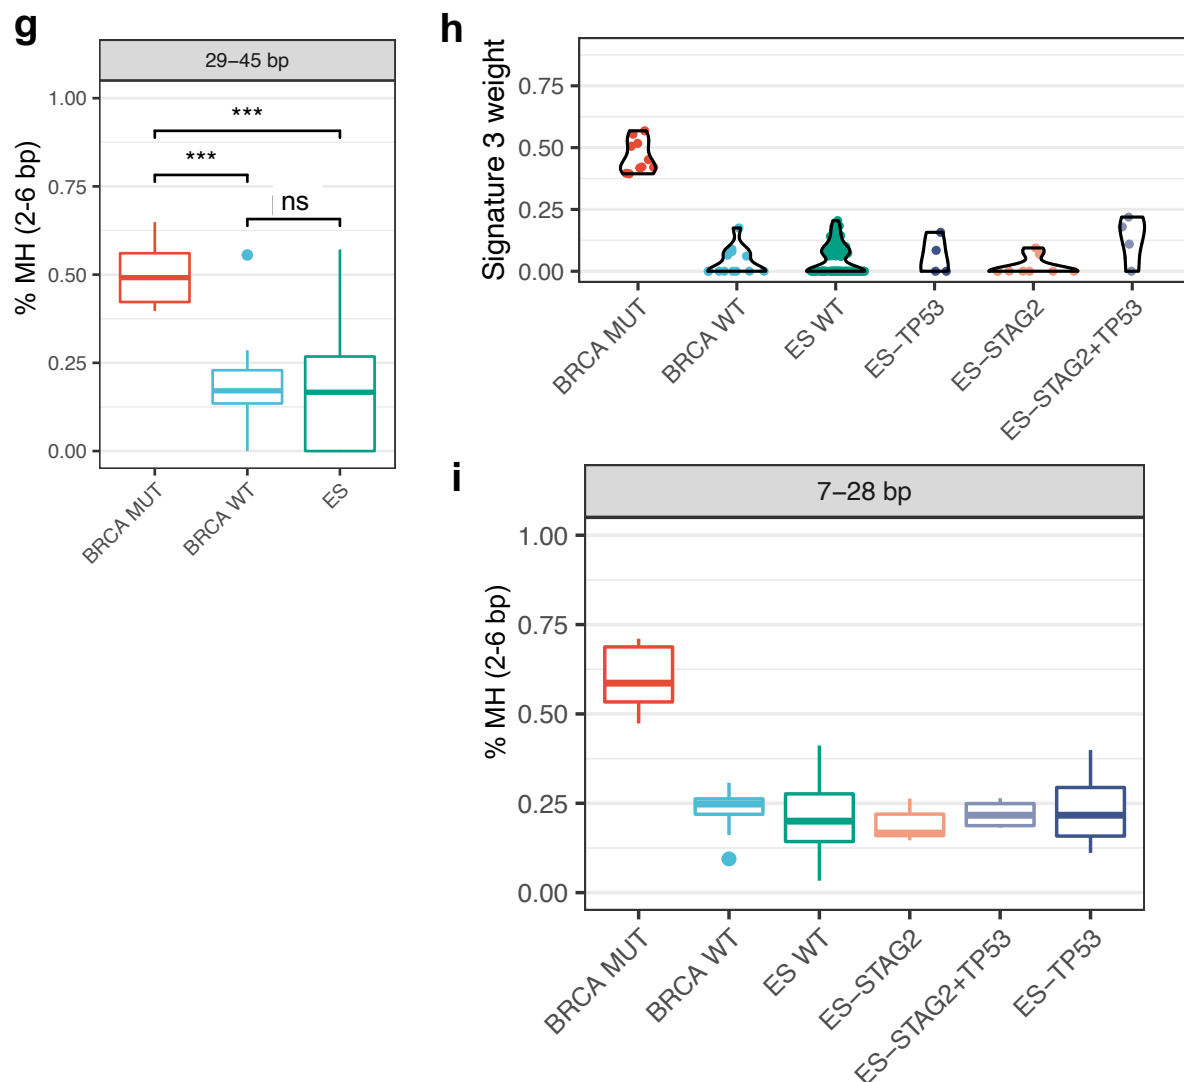 g
29−45 bp
% MH (2-6 bp)
1.00
0.75
0.50
0.25
0.00
***
***
ns
BRCA MUT
BRCA WT
ES
h
Signature 3 weight
0.75
0.50
0.25
0.00
BRCA MUT
BRCA WT
ES WT
ES−TP53
ES−STAG2
ES−STAG2+TP53
i
7−28 bp
% MH (2-6 bp)
1.00
0.75
0.50
0.25
0.00
BRCA MUT
BRCA WT
ES WT
ES−STAG2
ES−STAG2+TP53
ES−TP53